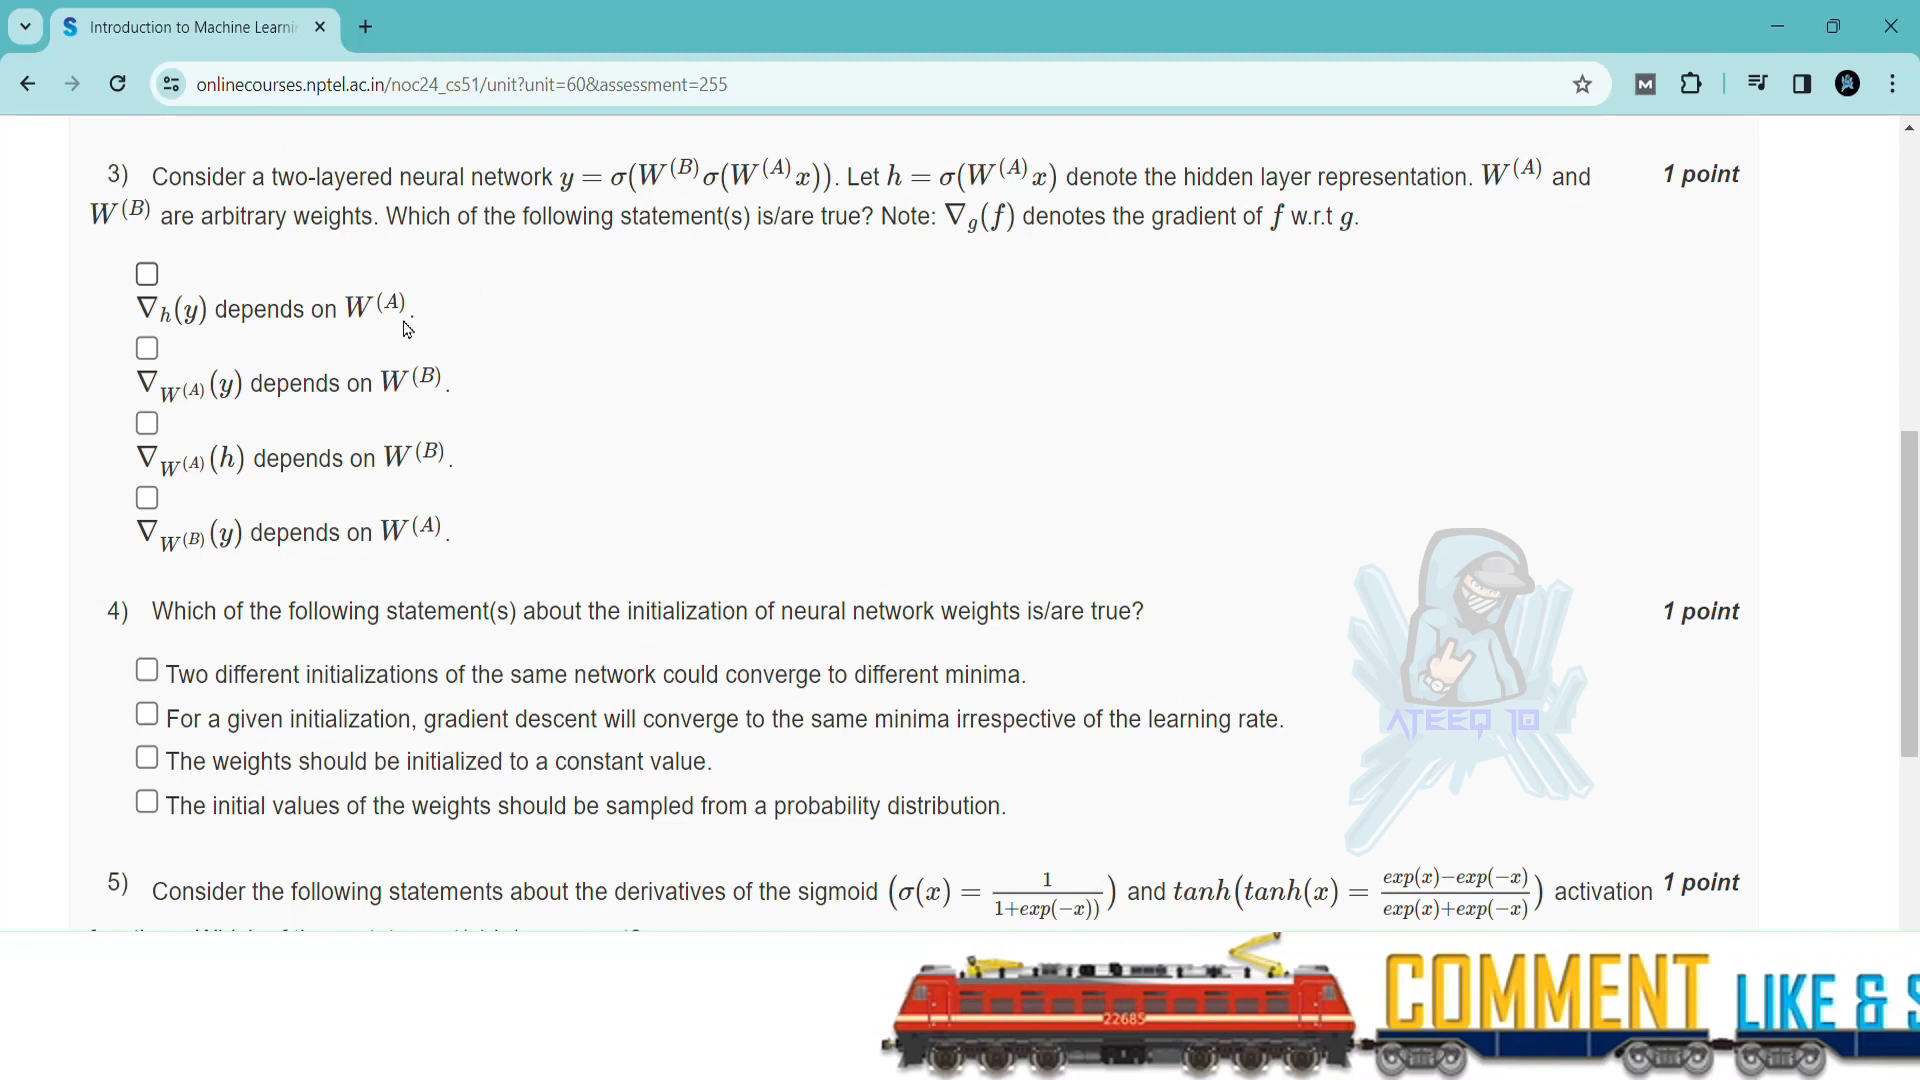 Introduction to Machine Learni
onlinecourses.nptel.ac.in/noc24_cs51/unit?unit=60&assessment=255
3) Consider a two-layered neural network y = σ(W^(B)σ(W^(A)x)). Let h = σ(W^(A)x) denote the hidden layer representation. W^(A) and 1 point
W^(B) are arbitrary weights. Which of the following statement(s) is/are true? Note: ∇_g(f) denotes the gradient of f w.r.t g.
∇_h(y) depends on W^(A).
∇_W^(A)(y) depends on W^(B).
∇_W^(A)(h) depends on W^(B).
∇_W^(B)(y) depends on W^(A).
4) Which of the following statement(s) about the initialization of neural network weights is/are true? 1 point
Two different initializations of the same network could converge to different minima.
For a given initialization, gradient descent will converge to the same minima irrespective of the learning rate.
The weights should be initialized to a constant value.
The initial values of the weights should be sampled from a probability distribution.
ATEEQ 10
5) Consider the following statements about the derivatives of the sigmoid (σ(x) = 1/(1+exp(−x))) and tanh(tanh(x) = (exp(x)−exp(−x))/(exp(x)+exp(−x))) activation 1 point
22685
COMMENT LIKE & S